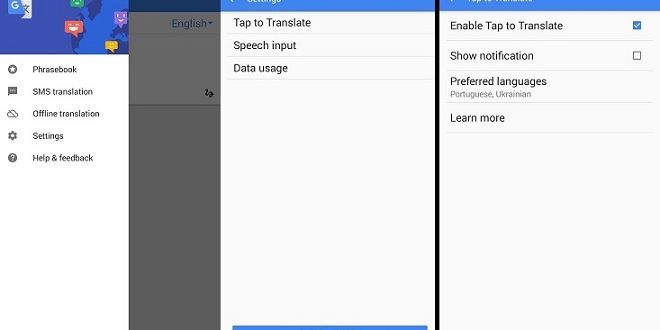 Phrasebook
SMS translation
Offline translation
Settings
Help & feedback
English
Settings
Tap to Translate
Speech input
Data usage
Tap to Translate
Enable Tap to Translate
Show notification
Preferred languages
Portuguese, Ukrainian
Learn more